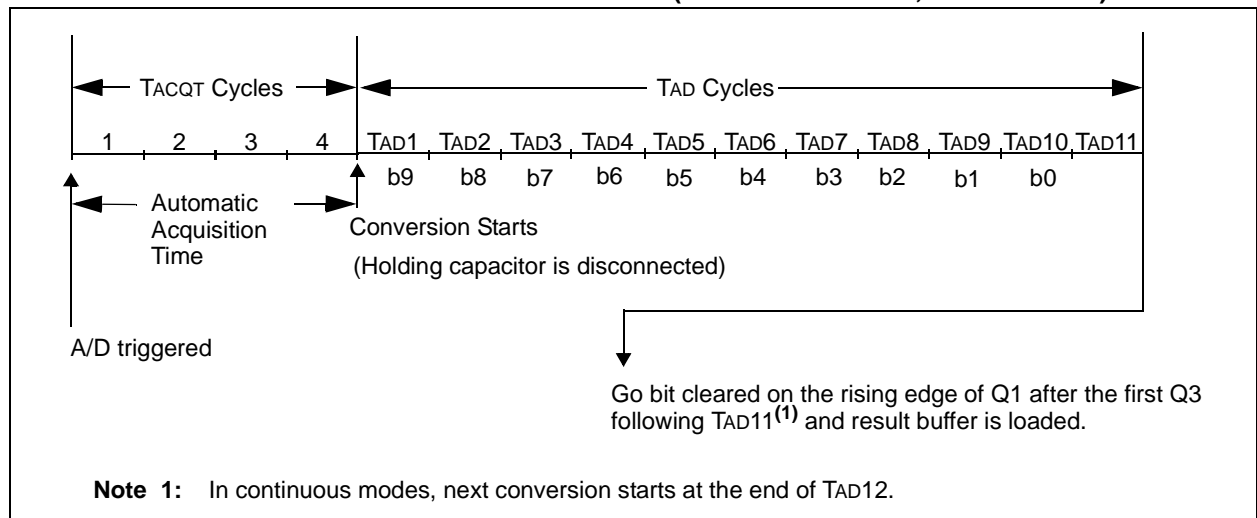 TACQT Cycles
TAD Cycles
1 2 3 4 TAD1 TAD2 TAD3 TAD4 TAD5 TAD6 TAD7 TAD8 TAD9 TAD10 TAD11
b9 b8 b7 b6 b5 b4 b3 b2 b1 b0
Automatic
Acquisition
Time
Conversion Starts
(Holding capacitor is disconnected)
A/D triggered
Go bit cleared on the rising edge of Q1 after the first Q3
following TAD11(1) and result buffer is loaded.
Note 1: In continuous modes, next conversion starts at the end of TAD12.